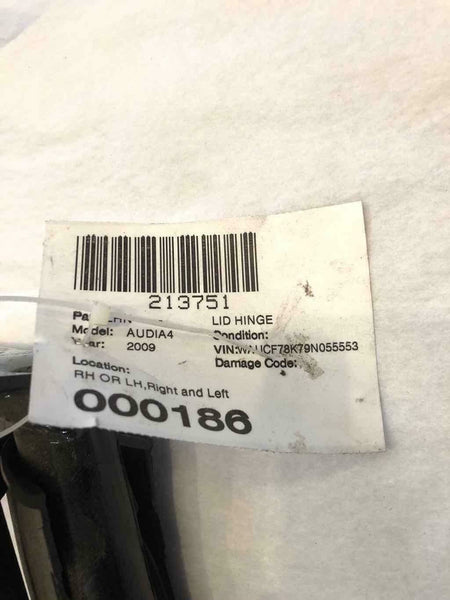 213751
LID HINGE
Model: AUDIA4 Condition:
Year: 2009 VIN:WAUCF78K79N055553
Damage Code:
Location:
RH OR LH,Right and Left
000186